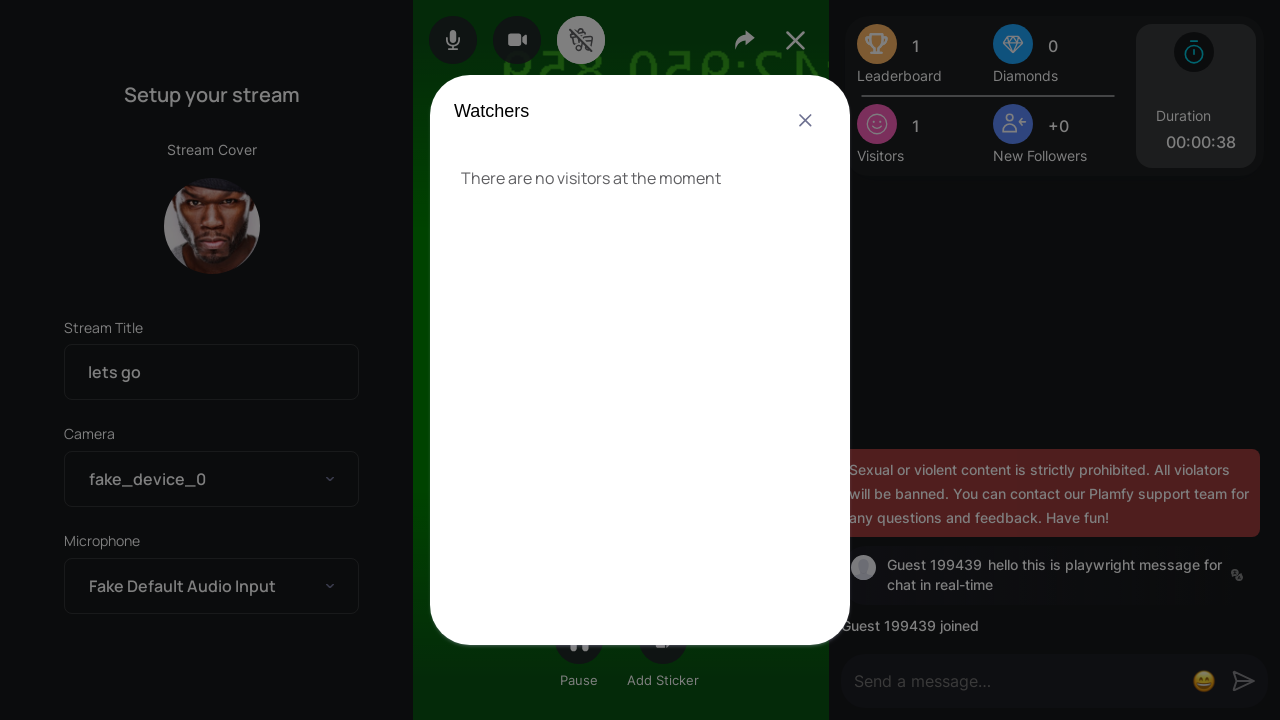 Setup your stream
Stream Cover
Stream Title
lets go
Camera
fake_device_0
Microphone
Fake Default Audio Input
Watchers
There are no visitors at the moment
Pause
Add Sticker
1
Leaderboard
0
Diamonds
1
Visitors
+0
New Followers
Duration
00:00:38
Sexual or violent content is strictly prohibited. All violators
will be banned. You can contact our Plamfy support team for
any questions and feedback. Have fun!
Guest 199439 hello this is playwright message for
chat in real-time
Guest 199439 joined
Send a message...